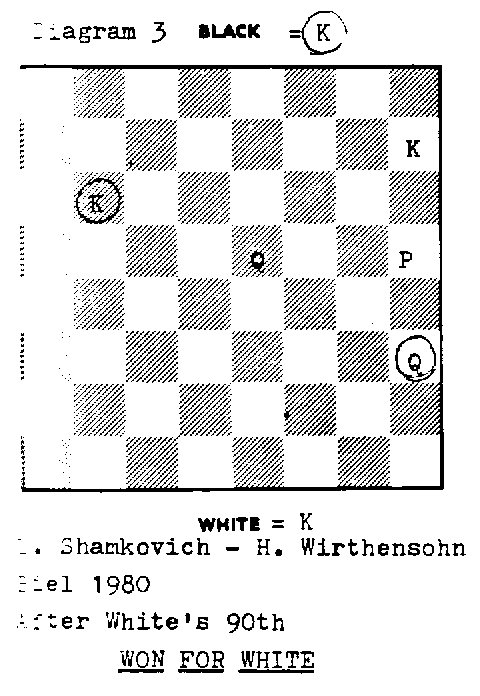 Diagram 3 BLACK = K
K
K
Q P
Q
WHITE = K
L. Shamkovich - H. Wirthensohn
Biel 1980
After White's 90th
WON FOR WHITE